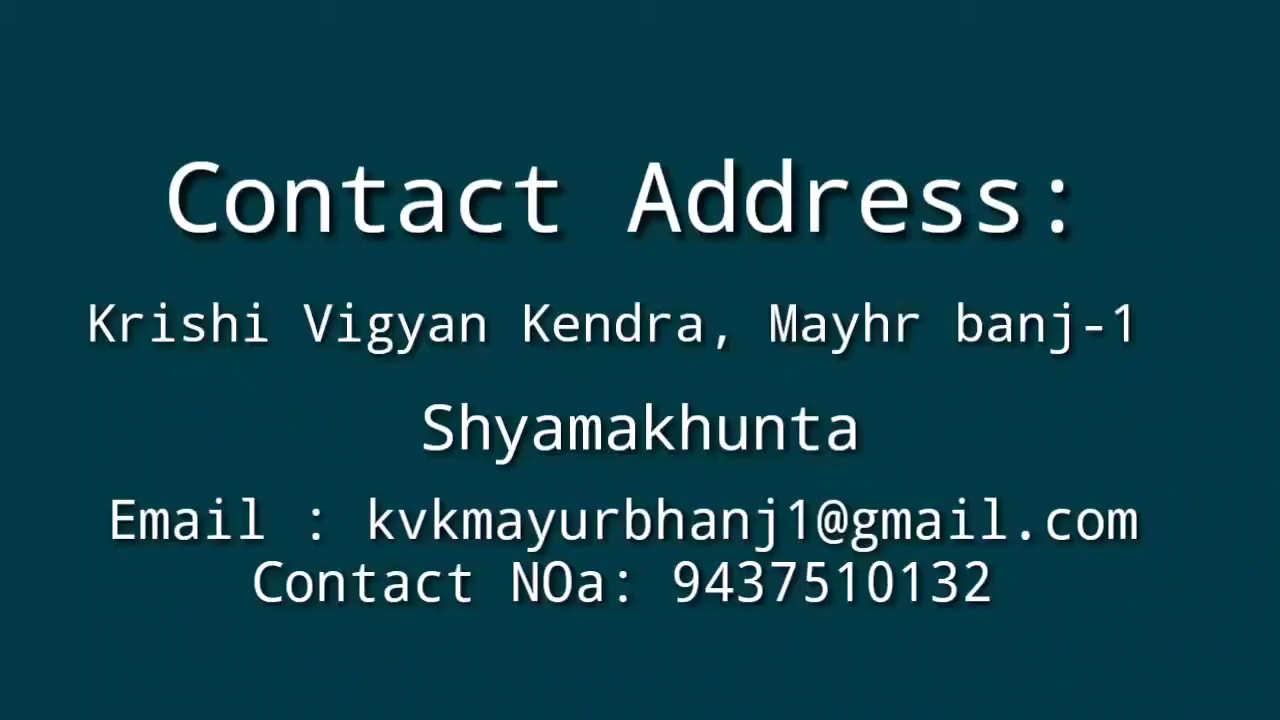 Contact Address:
Krishi Vigyan Kendra, Mayhr banj-1
Shyamakhunta
Email : kvkmayurbhanj1@gmail.com
Contact NOa: 9437510132